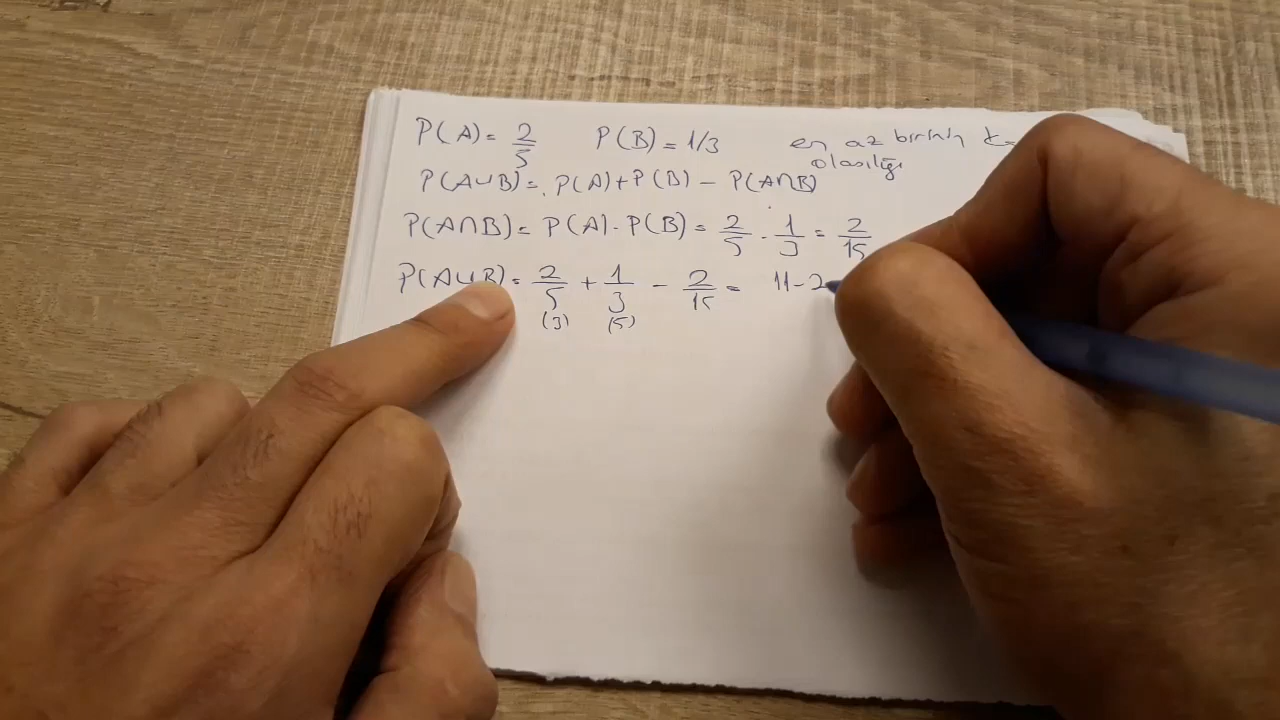 P(A) = 2/5 P(B) = 1/3 en az birinin
olasılığı
P(A∪B) = P(A) + P(B) - P(A∩B)
P(A∩B) = P(A) . P(B) = 2/5 . 1/3 = 2/15
P(A∪B) = 2/5 + 1/3 - 2/15 = 11-2
(3) (5)